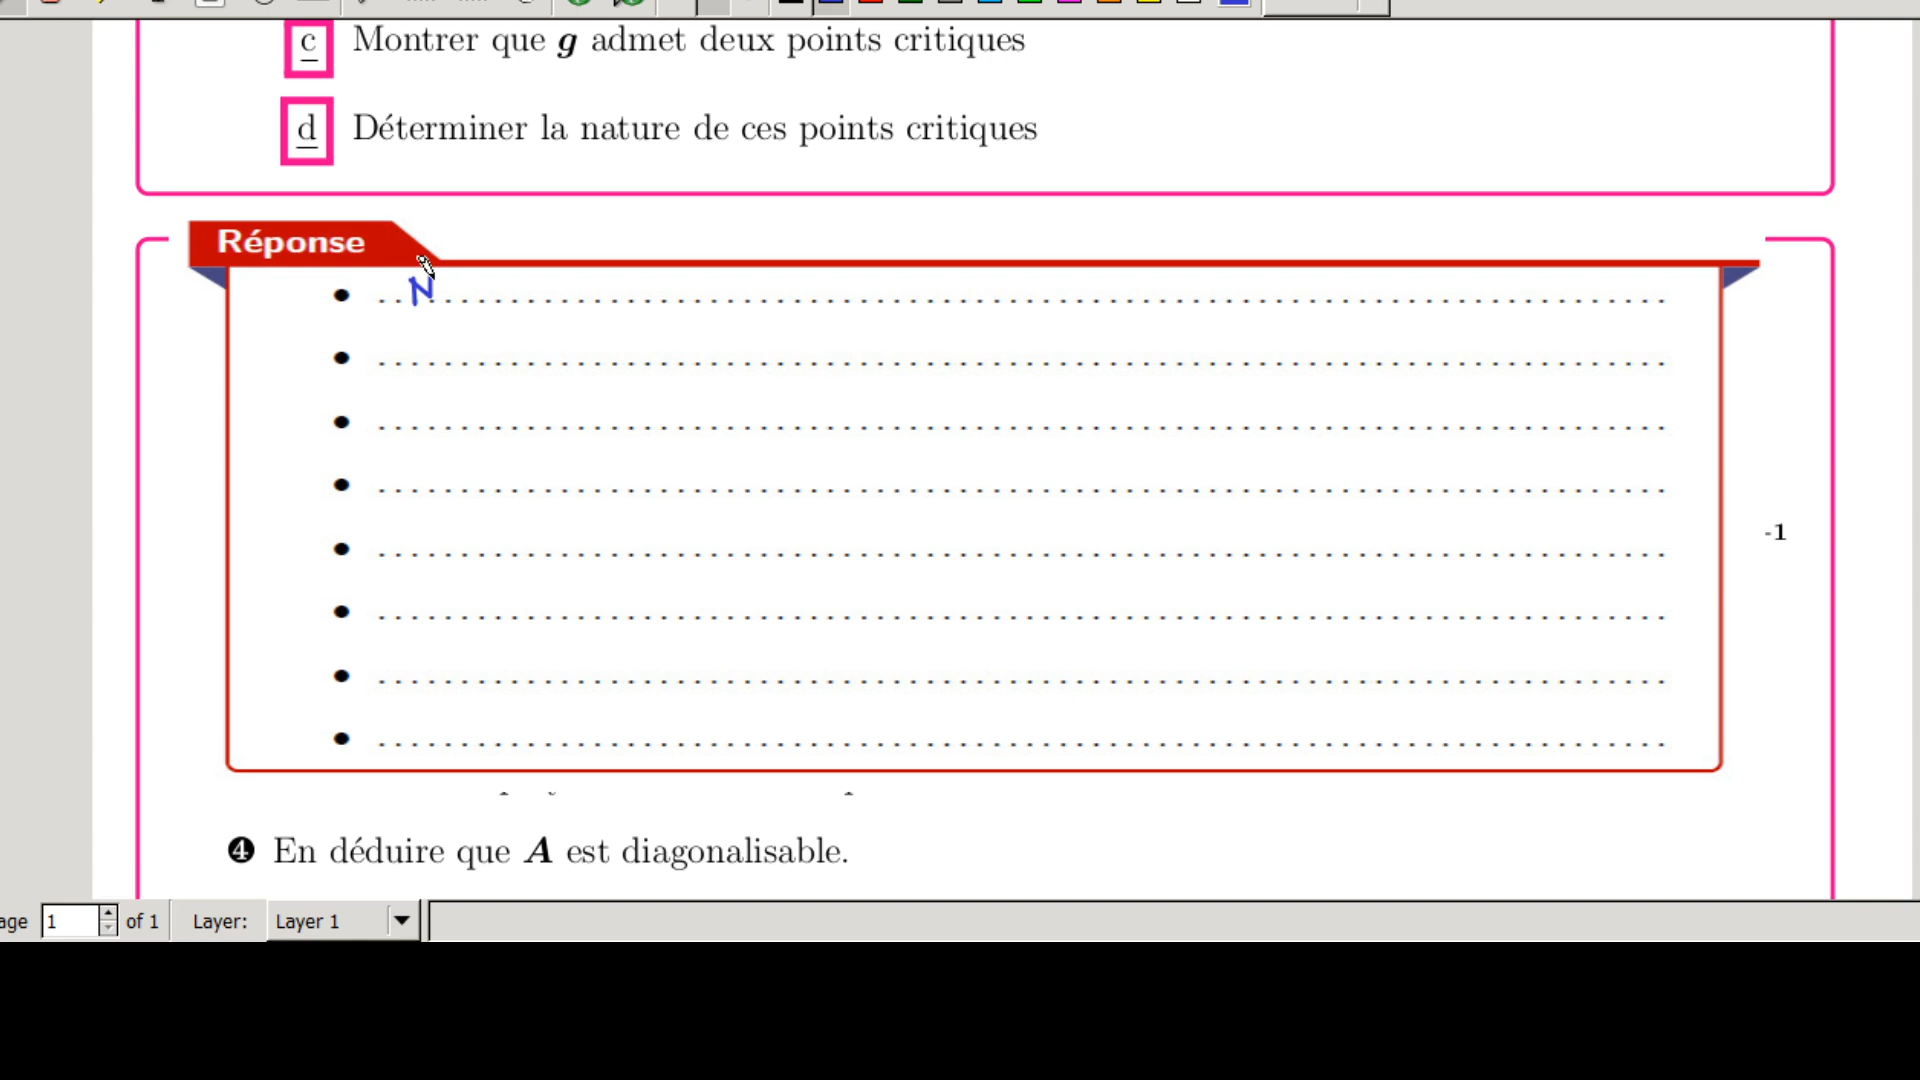 c Montrer que g admet deux points critiques
d Déterminer la nature de ces points critiques
Réponse
N
-1
❹ En déduire que A est diagonalisable.
age 1 of 1 Layer: Layer 1